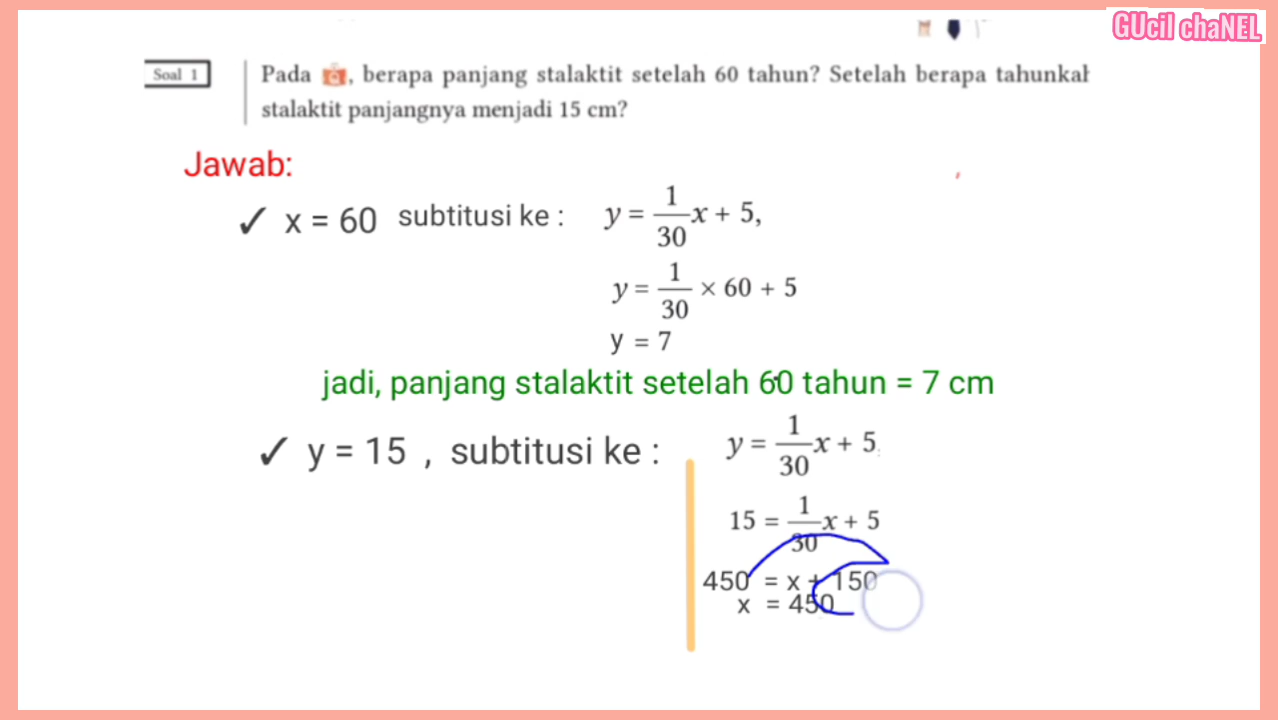 GUcil chaNEL
Soal 1
Pada , berapa panjang stalaktit setelah 60 tahun? Setelah berapa tahunkah
stalaktit panjangnya menjadi 15 cm?
Jawab:
✓ x = 60 subtitusi ke : y = 1/30 x + 5,
y = 1/30 × 60 + 5
y = 7
jadi, panjang stalaktit setelah 60 tahun = 7 cm
✓ y = 15 , subtitusi ke : y = 1/30 x + 5
15 = 1/30 x + 5
450 = x + 150
x = 450